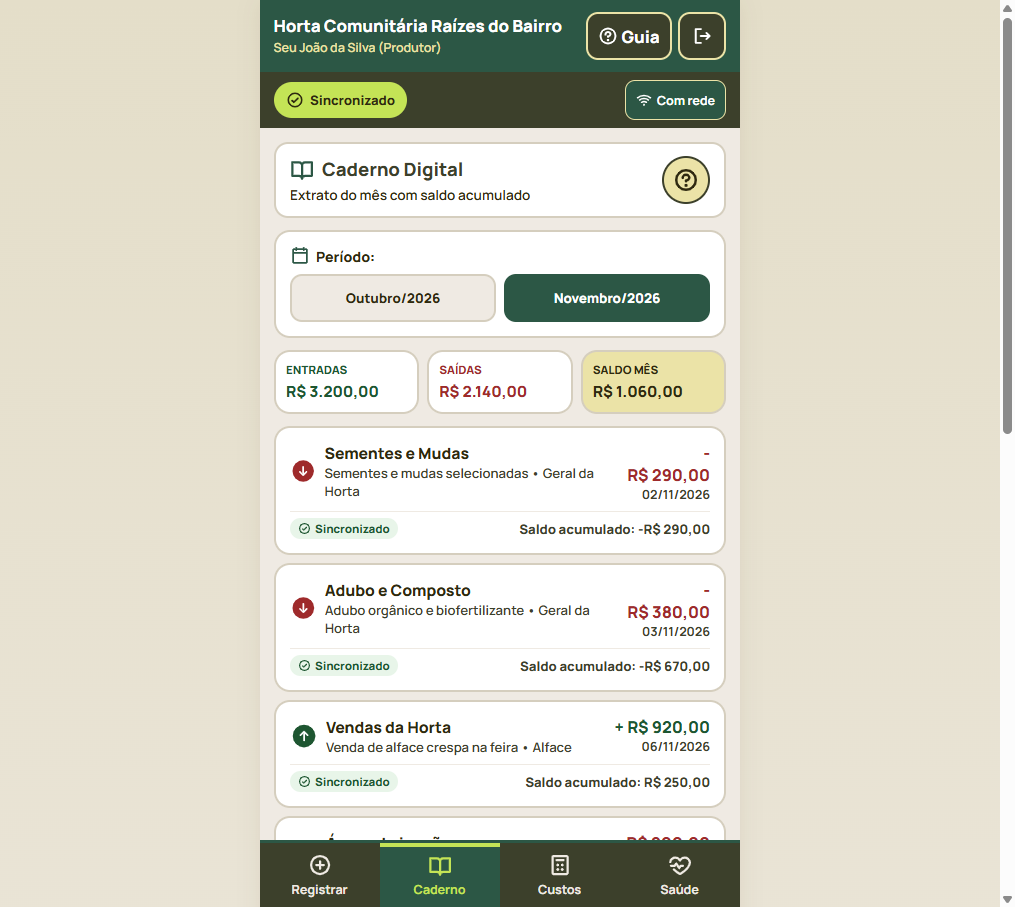 Horta Comunitária Raízes do Bairro
Seu João da Silva (Produtor)
Guia
Sincronizado
Com rede
Caderno Digital
Extrato do mês com saldo acumulado
Período:
Outubro/2026
Novembro/2026
ENTRADAS
R$ 3.200,00
SAÍDAS
R$ 2.140,00
SALDO MÊS
R$ 1.060,00
Sementes e Mudas
Sementes e mudas selecionadas • Geral da
Horta
-
R$ 290,00
02/11/2026
Sincronizado
Saldo acumulado: -R$ 290,00
Adubo e Composto
Adubo orgânico e biofertilizante • Geral da
Horta
-
R$ 380,00
03/11/2026
Sincronizado
Saldo acumulado: -R$ 670,00
Vendas da Horta
Venda de alface crespa na feira • Alface
+ R$ 920,00
06/11/2026
Sincronizado
Saldo acumulado: R$ 250,00
Registrar
Caderno
Custos
Saúde